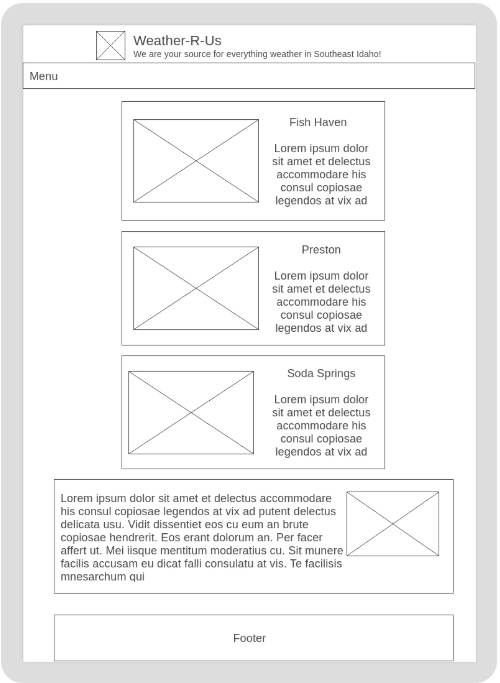 Weather-R-Us
We are your source for everything weather in Southeast Idaho!
Menu
Fish Haven
Lorem ipsum dolor
sit amet et delectus
accommodare his
consul copiosae
legendos at vix ad
Preston
Lorem ipsum dolor
sit amet et delectus
accommodare his
consul copiosae
legendos at vix ad
Soda Springs
Lorem ipsum dolor
sit amet et delectus
accommodare his
consul copiosae
legendos at vix ad
Lorem ipsum dolor sit amet et delectus accommodare
his consul copiosae legendos at vix ad putent delectus
delicata usu. Vidit dissentiet eos cu eum an brute
copiosae hendrerit. Eos erant dolorum an. Per facer
affert ut. Mei iisque mentitum moderatius cu. Sit munere
facilis accusam eu dicat falli consulatu at vis. Te facilisis
mnesarchum qui
Footer